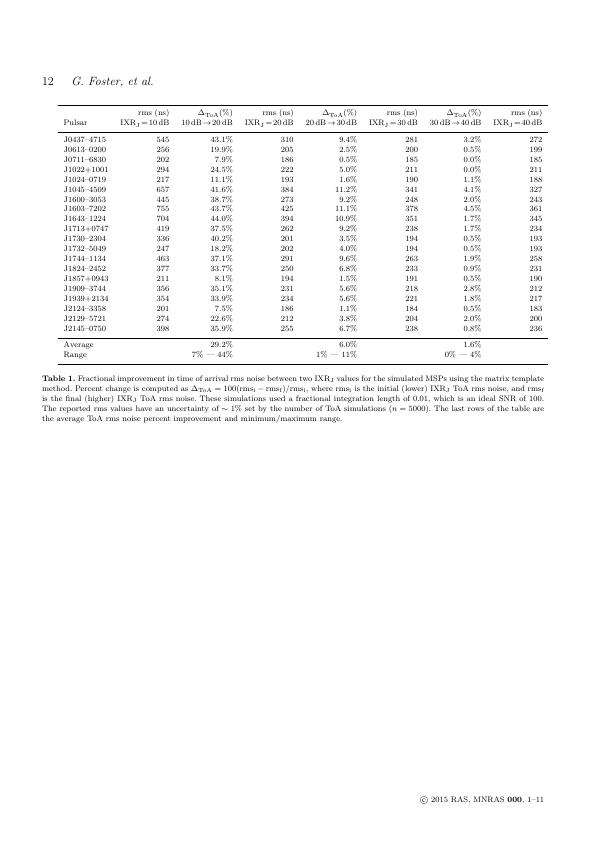 12 G. Foster, et al.
rms (ns) Δ_ToA(%) rms (ns) Δ_ToA(%) rms (ns) Δ_ToA(%) rms (ns)
Pulsar IXR_J = 10 dB 10 dB → 20 dB IXR_J = 20 dB 20 dB → 30 dB IXR_J = 30 dB 30 dB → 40 dB IXR_J = 40 dB
J0437–4715 545 43.1% 310 9.4% 281 3.2% 272
J0613–0200 256 19.9% 205 2.5% 200 0.5% 199
J0711–6830 202 7.9% 186 0.5% 185 0.0% 185
J1022+1001 294 24.5% 222 5.0% 211 0.0% 211
J1024–0719 217 11.1% 193 1.6% 190 1.1% 188
J1045–4509 657 41.6% 384 11.2% 341 4.1% 327
J1600–3053 445 38.7% 273 9.2% 248 2.0% 243
J1603–7202 755 43.7% 425 11.1% 378 4.5% 361
J1643–1224 704 44.0% 394 10.9% 351 1.7% 345
J1713+0747 419 37.5% 262 9.2% 238 1.7% 234
J1730–2304 336 40.2% 201 3.5% 194 0.5% 193
J1732–5049 247 18.2% 202 4.0% 194 0.5% 193
J1744–1134 463 37.1% 291 9.6% 263 1.9% 258
J1824–2452 377 33.7% 250 6.8% 233 0.9% 231
J1857+0943 211 8.1% 194 1.5% 191 0.5% 190
J1909–3744 356 35.1% 231 5.6% 218 2.8% 212
J1939+2134 354 33.9% 234 5.6% 221 1.8% 217
J2124–3358 201 7.5% 186 1.1% 184 0.5% 183
J2129–5721 274 22.6% 212 3.8% 204 2.0% 200
J2145–0750 398 35.9% 255 6.7% 238 0.8% 236
Average 29.2% 6.0% 1.6%
Range 7% — 44% 1% — 11% 0% — 4%
Table 1. Fractional improvement in time of arrival rms noise between two IXR_J values for the simulated MSPs using the matrix template
method. Percent change is computed as Δ_ToA = 100(rms_i − rms_f)/rms_i, where rms_i is the initial (lower) IXR_J ToA rms noise, and rms_f
is the final (higher) IXR_J ToA rms noise. These simulations used a fractional integration length of 0.01, which is an ideal SNR of 100.
The reported rms values have an uncertainty of ∼ 1% set by the number of ToA simulations (n = 5000). The last rows of the table are
the average ToA rms noise percent improvement and minimum/maximum range.
© 2015 RAS, MNRAS 000, 1–11